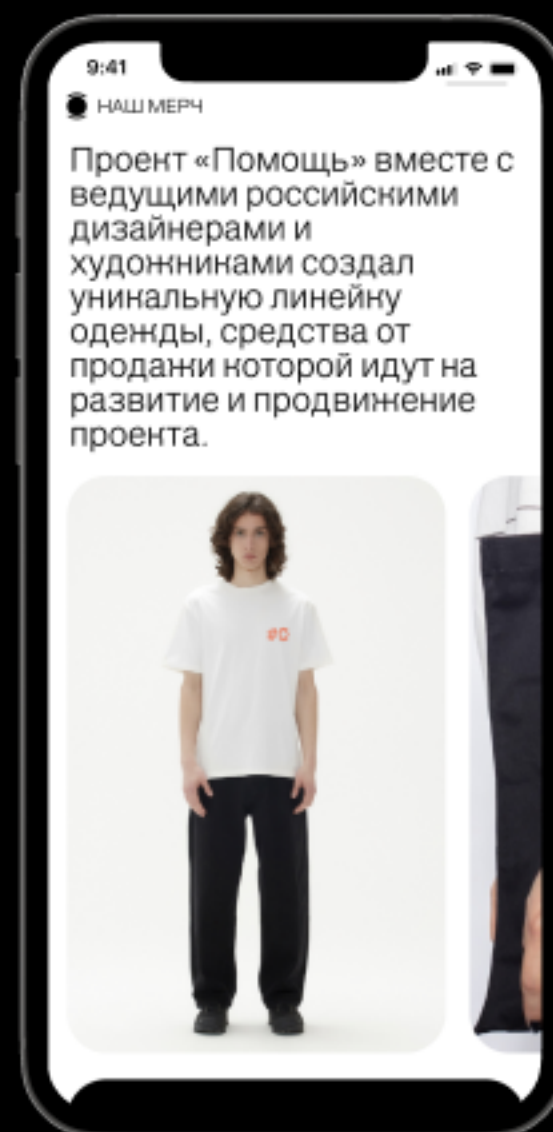 9:41
НАШ МЕРЧ
Проект «Помощь» вместе с
ведущими российскими
дизайнерами и
художниками создал
уникальную линейку
одежды, средства от
продажи которой идут на
развитие и продвижение
проекта.